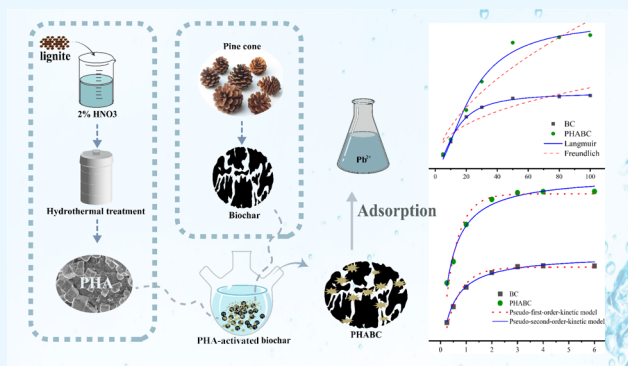 lignite
2% HNO3
Hydrothermal treatment
PHA
Pine cone
Biochar
PHA-activated biochar
Pb2+
Adsorption
PHABC
BC
PHABC
Langmuir
Freundlich
0 20 40 60 80 100
BC
PHABC
Pseudo-first-order-kinetic model
Pseudo-second-order-kinetic model
0 1 2 3 4 5 6